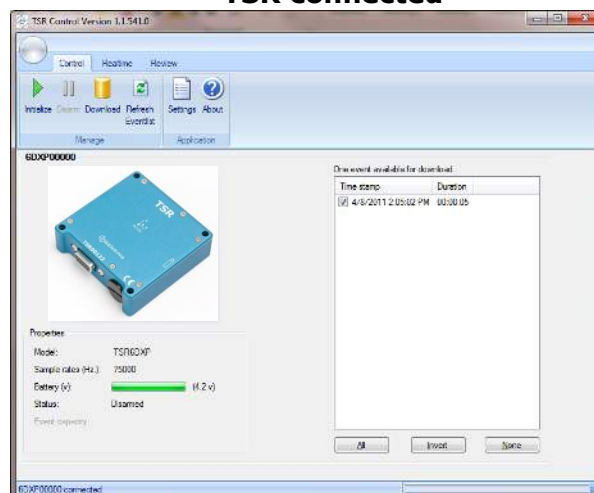 TSR connected
TSR Control Version 1.1.541.0
Control Realtime Review
Initialize Disarm Download Refresh Eventlist Settings About
Manage Application
6DXP00000
TSR
One event available for download
Time stamp Duration
4/8/2011 2:05:02 PM 00:00:05
Properties
Model: TSR6DXP
Sample rates (Hz.): 75000
Battery (v): (4.2 v)
Status: Disarmed
Event capacity:
All Invert None
6DXP00000 connected